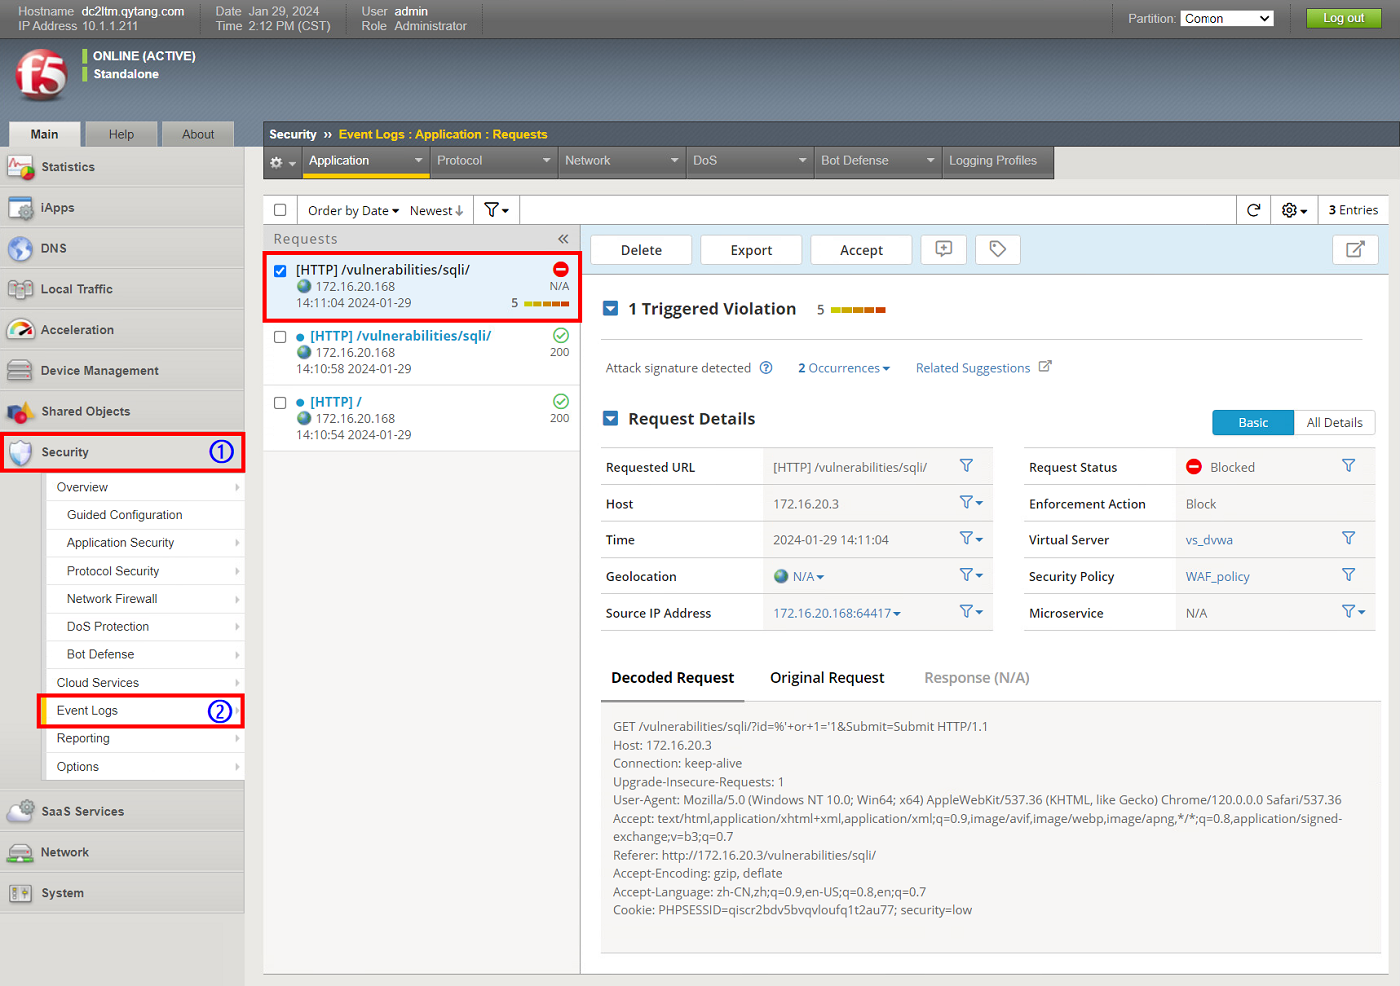 Hostname dc2ltm.qytang.com
IP Address 10.1.1.211
Date Jan 29, 2024
Time 2:12 PM (CST)
User admin
Role Administrator
Partition: Comon
Log out
f5
ONLINE (ACTIVE)
Standalone
Main
Help
About
Security ›› Event Logs : Application : Requests
Application
Protocol
Network
DoS
Bot Defense
Logging Profiles
Statistics
iApps
DNS
Local Traffic
Acceleration
Device Management
Shared Objects
Security ①
Overview
Guided Configuration
Application Security
Protocol Security
Network Firewall
DoS Protection
Bot Defense
Cloud Services
Event Logs ②
Reporting
Options
SaaS Services
Network
System
Order by Date
Newest
3 Entries
Requests
[HTTP] /vulnerabilities/sqli/
172.16.20.168
N/A
14:11:04 2024-01-29
5
[HTTP] /vulnerabilities/sqli/
172.16.20.168
200
14:10:58 2024-01-29
[HTTP] /
172.16.20.168
200
14:10:54 2024-01-29
Delete
Export
Accept
1 Triggered Violation 5
Attack signature detected
2 Occurrences
Related Suggestions
Request Details
Basic
All Details
Requested URL [HTTP] /vulnerabilities/sqli/
Host 172.16.20.3
Time 2024-01-29 14:11:04
Geolocation N/A
Source IP Address 172.16.20.168:64417
Request Status Blocked
Enforcement Action Block
Virtual Server vs_dvwa
Security Policy WAF_policy
Microservice N/A
Decoded Request
Original Request
Response (N/A)
GET /vulnerabilities/sqli/?id=%'+or+1='1&Submit=Submit HTTP/1.1
Host: 172.16.20.3
Connection: keep-alive
Upgrade-Insecure-Requests: 1
User-Agent: Mozilla/5.0 (Windows NT 10.0; Win64; x64) AppleWebKit/537.36 (KHTML, like Gecko) Chrome/120.0.0.0 Safari/537.36
Accept: text/html,application/xhtml+xml,application/xml;q=0.9,image/avif,image/webp,image/apng,*/*;q=0.8,application/signed-
exchange;v=b3;q=0.7
Referer: http://172.16.20.3/vulnerabilities/sqli/
Accept-Encoding: gzip, deflate
Accept-Language: zh-CN,zh;q=0.9,en-US;q=0.8,en;q=0.7
Cookie: PHPSESSID=qiscr2bdv5bvqvloufq1t2au77; security=low